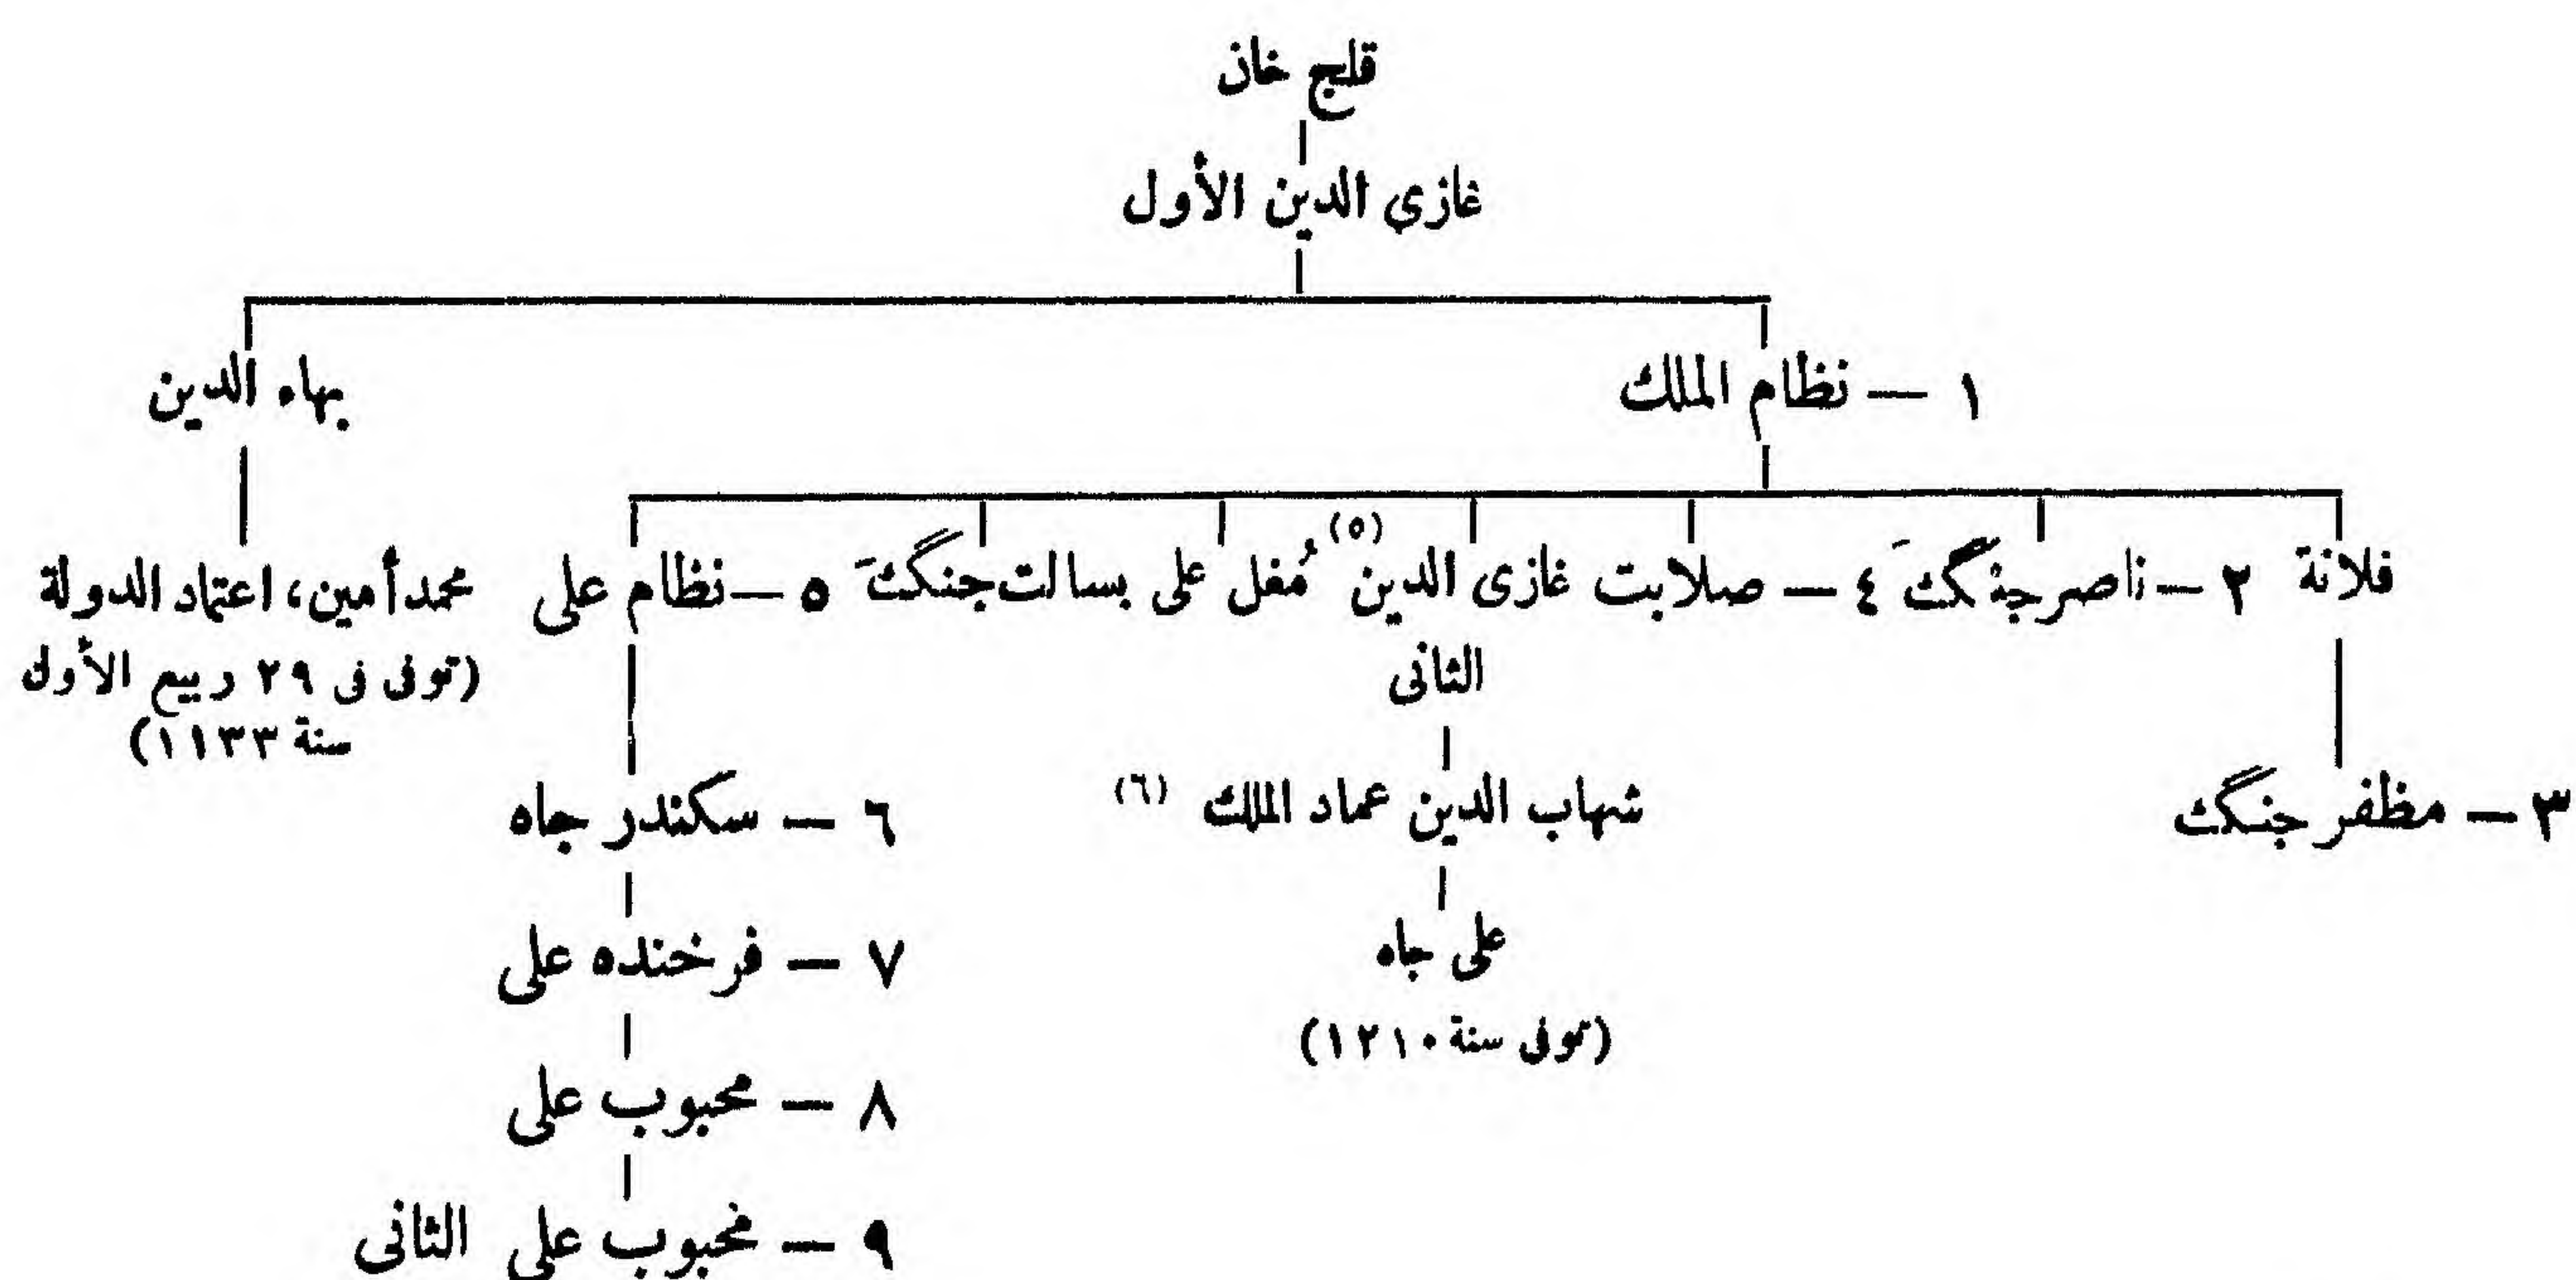 قلج خان
غازي الدين الأول
١ — نظام الملك
بهاء الدين
فلانة ٢ — ناصرجنگ ٤ — صلابت غازى الدين (٥) مُغل على بسالت جنگ ٥ — نظام على
محمد أمين، اعتماد الدولة
الثانى
(توفى فى ٢٩ ربيع الأول
سنة ١١٣٣)
٣ — مظفر جنگ
شهاب الدين عماد الملك (٦)
٦ — سكندر جاه
على جاه
٧ — فرخنده على
(توفى سنة ١٢١٠)
٨ — محبوب على
٩ — محبوب على الثانى